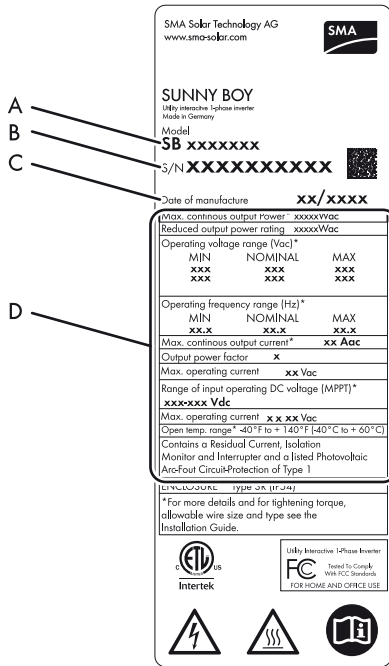 SMA Solar Technology AG
www.sma-solar.com
SMA
SUNNY BOY
Utility interacive 1-phase inverter
Made in Germany
A
Model
SB xxxxxxx
B
S/N xxxxxxxxxx
C
Date of manufacture xx/xxxx
D
Max. continous output Power* xxxxxWac
Reduced output power rating xxxxxWac
Operating voltage range (Vac)*
MIN NOMINAL MAX
xxx xxx xxx
xxx xxx xxx
Operating frequency range (Hz)*
MIN NOMINAL MAX
xx.x xx.x xx.x
Max. continous output current* xx Aac
Output power factor x
Max. operating current xx Vac
Range of input operating DC voltage (MPPT)*
xxx-xxx Vdc
Max. operating current xx xx Vac
Open temp. range* -40°F to + 140°F (-40°C to + 60°C)
Contains a Residual Current, Isolation
Monitor and Interrupter and a listed Photovoltaic
Arc-Fout Circuit-Protection of Type 1
ENCLOSURE Type 3R (IP54)
*For more details and for tightening torque,
allowable wire size and type see the
Installation Guide.
c ETL US
Intertek
Utility Interactive 1-Phase Inverter
FC Tested To Comply
With FCC Standards
FOR HOME AND OFFICE USE